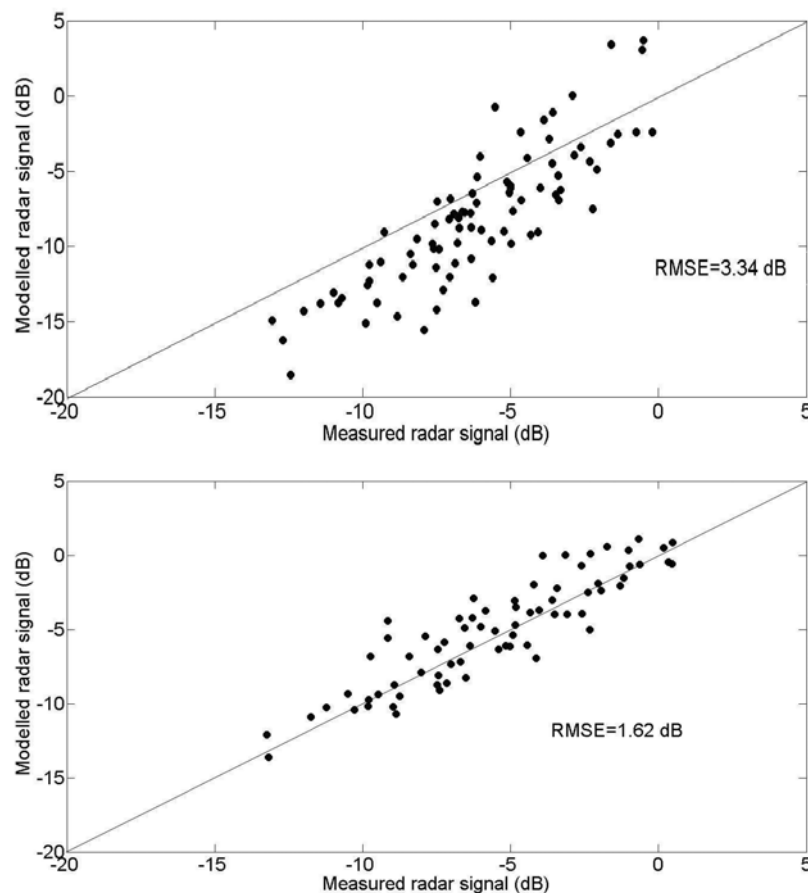 5
0
-5
-10
-15
-20
Modelled radar signal (dB)
RMSE=3.34 dB
-20 -15 -10 -5 0 5
Measured radar signal (dB)
5
0
-5
-10
-15
-20
Modelled radar signal (dB)
RMSE=1.62 dB
-20 -15 -10 -5 0 5
Measured radar signal (dB)